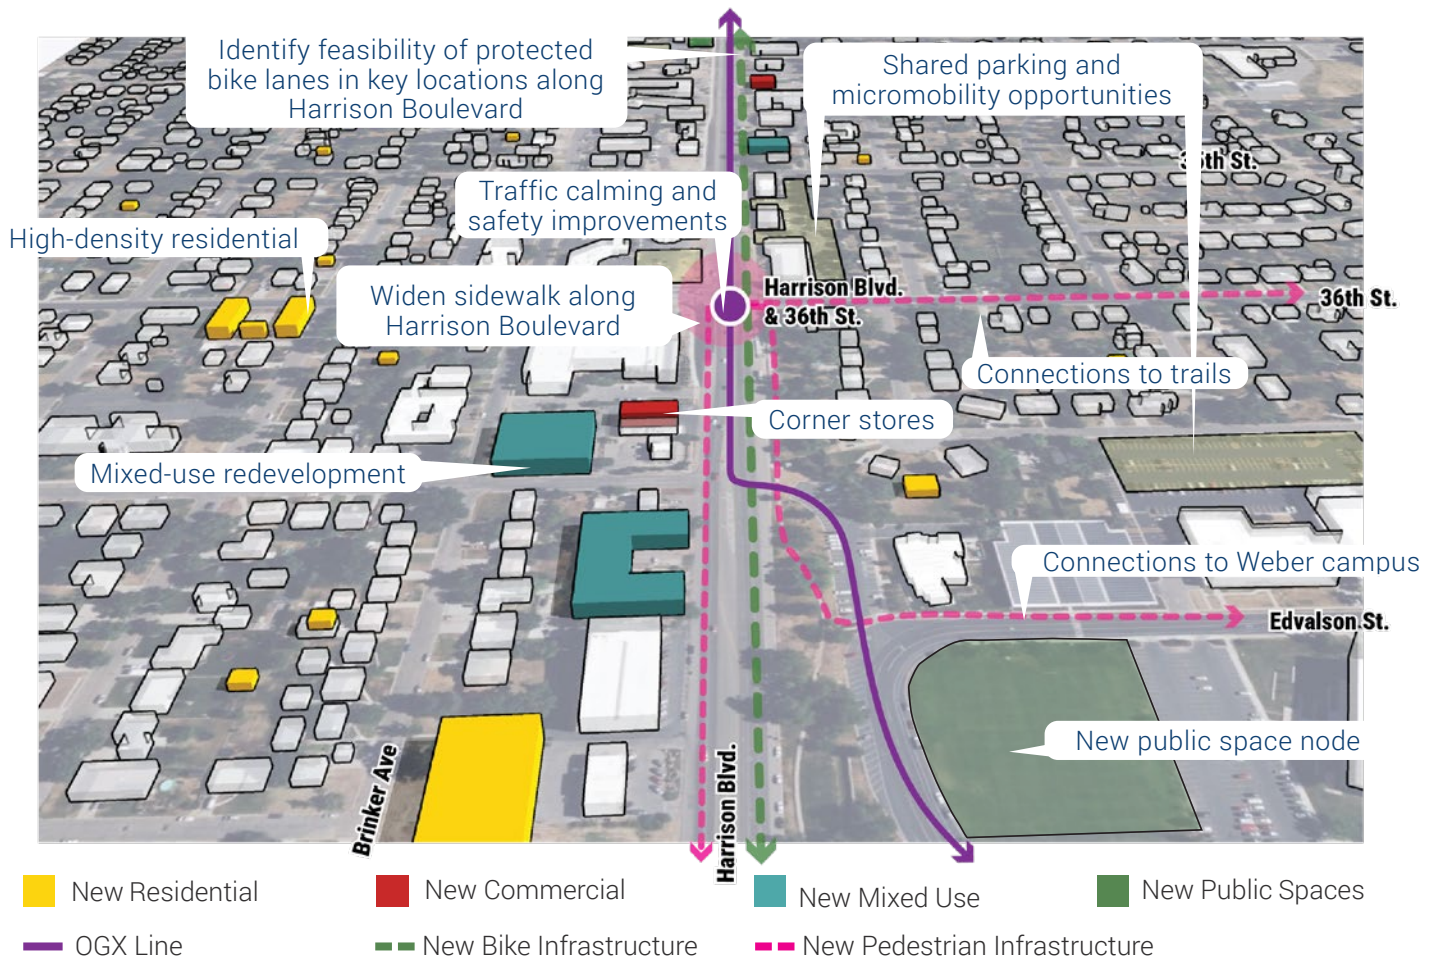 Identify feasibility of protected
bike lanes in key locations along
Harrison Boulevard
Shared parking and
micromobility opportunities
35th St.
Traffic calming and
safety improvements
High-density residential
Widen sidewalk along
Harrison Boulevard
Harrison Blvd.
& 36th St.
36th St.
Connections to trails
Corner stores
Mixed-use redevelopment
Connections to Weber campus
Edvalson St.
New public space node
Brinker Ave
Harrison Blvd.
New Residential
New Commercial
New Mixed Use
New Public Spaces
OGX Line
New Bike Infrastructure
New Pedestrian Infrastructure